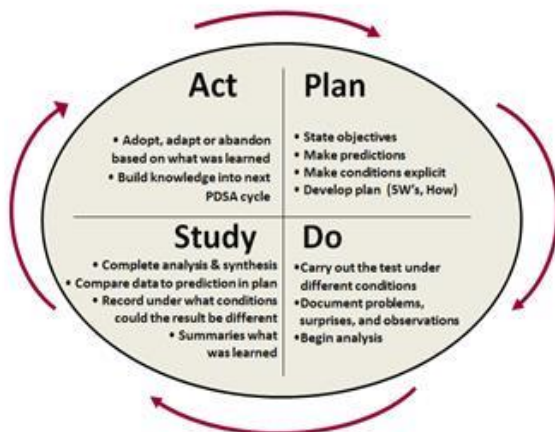 Act
• Adopt, adapt or abandon
based on what was learned
• Build knowledge into next
PDSA cycle
Plan
• State objectives
• Make predictions
• Make conditions explicit
• Develop plan (5W's, How)
Study
• Complete analysis & synthesis
• Compare data to prediction in plan
• Record under what conditions
could the result be different
• Summaries what
was learned
Do
•Carry out the test under
different conditions
•Document problems,
surprises, and observations
•Begin analysis